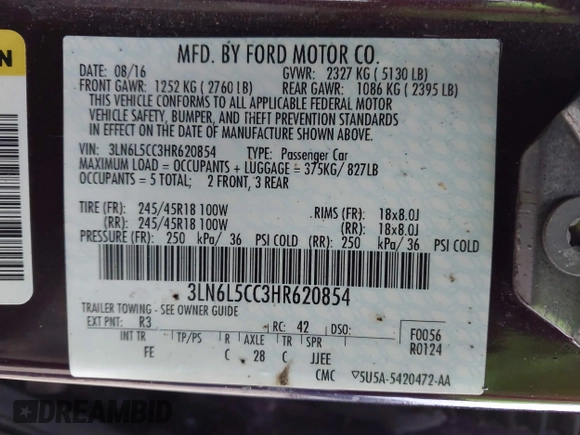 ON
MFD. BY FORD MOTOR CO.
DATE: 08/16 GVWR: 2327 KG ( 5130 LB)
FRONT GAWR: 1252 KG ( 2760 LB) REAR GAWR: 1086 KG ( 2395 LB)
THIS VEHICLE CONFORMS TO ALL APPLICABLE FEDERAL MOTOR
VEHICLE SAFETY, BUMPER, AND THEFT PREVENTION STANDARDS
IN EFFECT ON THE DATE OF MANUFACTURE SHOWN ABOVE.
VIN: 3LN6L5CC3HR620854 TYPE: Passenger Car
MAXIMUM LOAD = OCCUPANTS + LUGGAGE = 375KG/ 827LB
OCCUPANTS = 5 TOTAL; 2 FRONT, 3 REAR
TIRE (FR): 245/45R18 100W RIMS (FR): 18x8.0J
(RR): 245/45R18 100W (RR): 18x8.0J
PRESSURE (FR): 250 kPa/ 36 PSI COLD (RR): 250 kPa/ 36 PSI COLD
3LN6L5CC3HR620854
TRAILER TOWING - SEE OWNER GUIDE
EXT PNT: R3 RC: 42 DSO: F0056
INT TR TP/PS R AXLE TR SPR R0124
FE C 28 C JJEE
CMC ▽5U5A-5420472-AA
DREAMBID